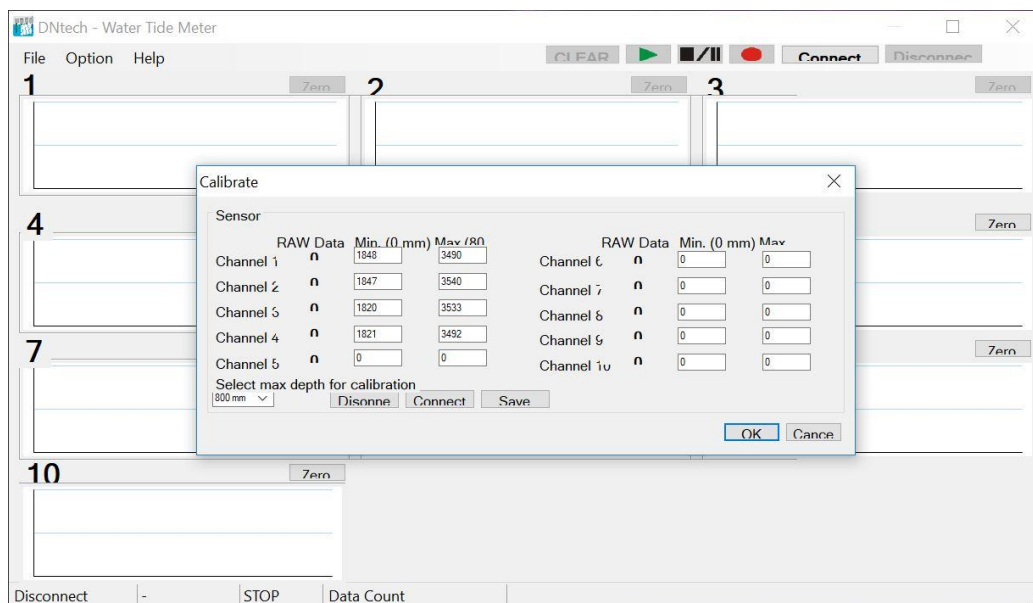 DNtech - Water Tide Meter
File Option Help CLEAR Connect Disconnec
1 Zero 2 Zero 3 Zero
Calibrate
Sensor
RAW Data Min. (0 mm) Max (80 RAW Data Min. (0 mm) Max
Channel 1 0 1848 3490 Channel 6 0 0 0
Channel 2 0 1847 3540 Channel 7 0 0 0
Channel 3 0 1820 3533 Channel 8 0 0 0
Channel 4 0 1821 3492 Channel 9 0 0 0
Channel 5 0 0 0 Channel 10 0 0 0
Select max depth for calibration
800 mm Disonne Connect Save
OK Cance
4 Zero
7 Zero
10 Zero
Disconnect - STOP Data Count